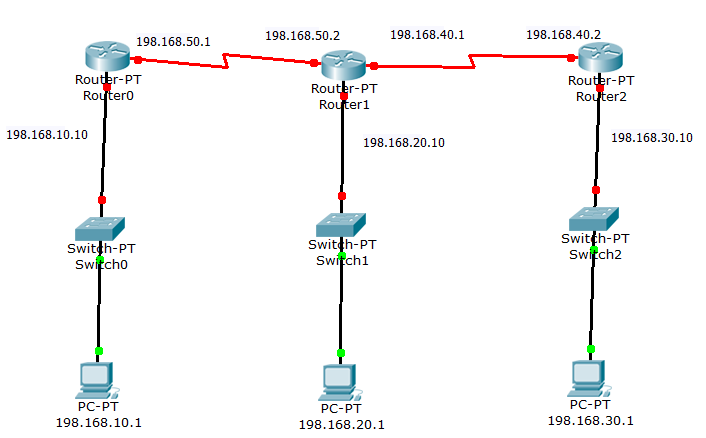 198.168.50.1
198.168.50.2
198.168.40.1
198.168.40.2
Router-PT
Router0
Router-PT
Router1
Router-PT
Router2
198.168.10.10
198.168.20.10
198.168.30.10
Switch-PT
Switch0
Switch-PT
Switch1
Switch-PT
Switch2
PC-PT
198.168.10.1
PC-PT
198.168.20.1
PC-PT
198.168.30.1